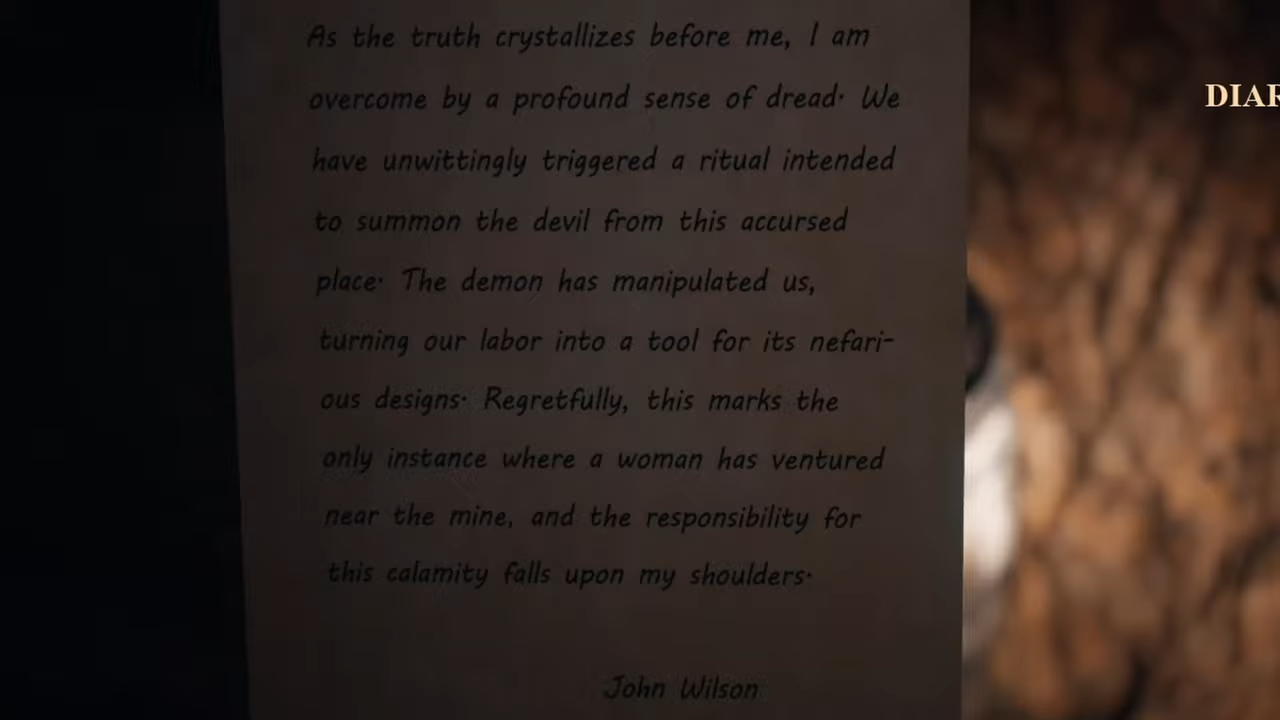 As the truth crystallizes before me, I am
overcome by a profound sense of dread. We
have unwittingly triggered a ritual intended
to summon the devil from this accursed
place. The demon has manipulated us,
turning our labor into a tool for its nefari-
ous designs. Regretfully, this marks the
only instance where a woman has ventured
near the mine, and the responsibility for
this calamity falls upon my shoulders.
John Wilson
DIAR